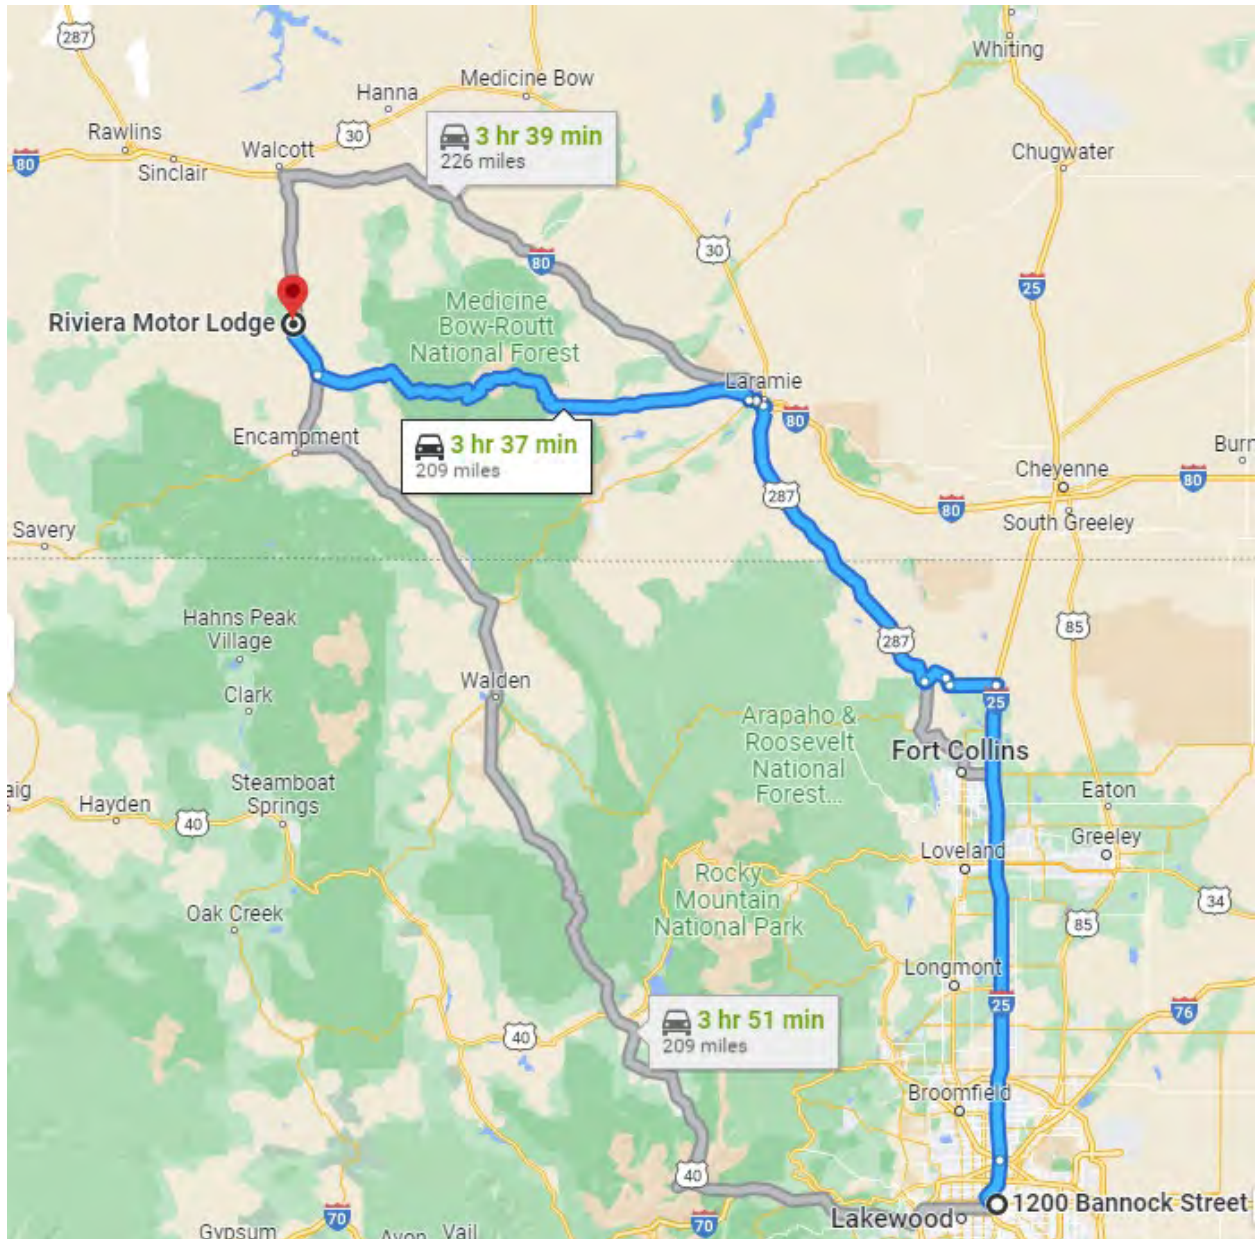 287
Whiting
Medicine Bow
Hanna
30
3 hr 39 min
226 miles
Rawlins
80
Sinclair
Walcott
Chugwater
30
80
25
Riviera Motor Lodge
Medicine
Bow-Routt
National Forest
Laramie
80
Encampment
3 hr 37 min
209 miles
Burn
Cheyenne
80
287
80
South Greeley
Savery
Hahns Peak
Village
85
287
Clark
Walden
25
Arapaho &
Roosevelt
National
Forest...
Fort Collins
Steamboat
Springs
aig
Hayden
40
Eaton
Greeley
Loveland
Rocky
Mountain
National Park
34
Oak Creek
85
Longmont
25
76
3 hr 51 min
209 miles
40
Broomfield
40
1200 Bannock Street
Lakewood
70
70
Gypsum
Avon
Vail